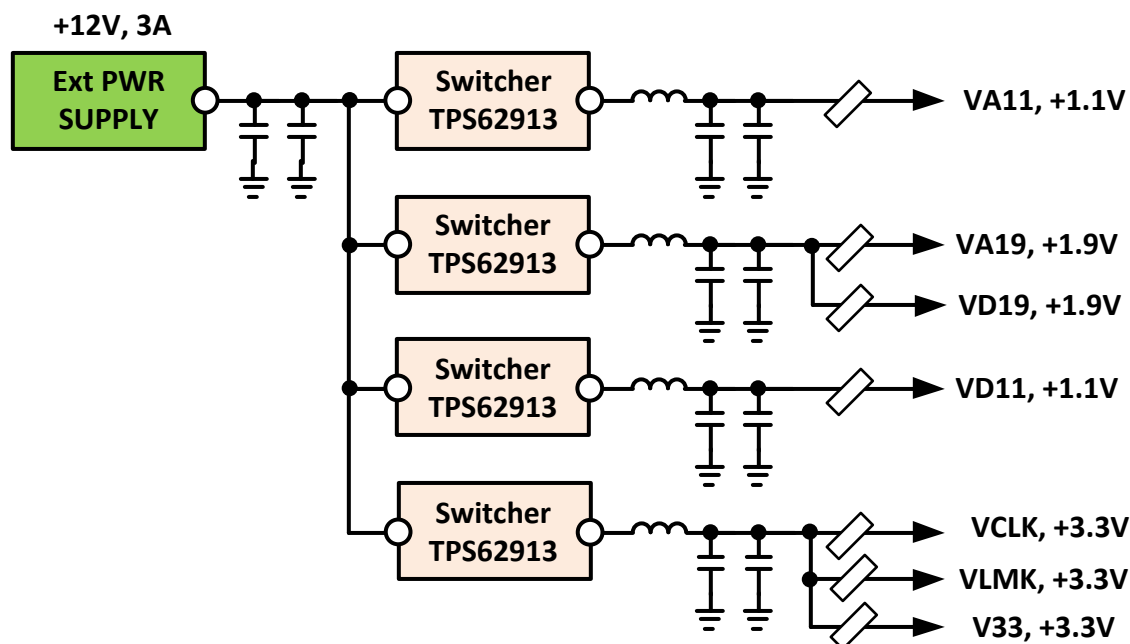 +12V, 3A
Ext PWR
SUPPLY
Switcher
TPS62913
VA11, +1.1V
Switcher
TPS62913
VA19, +1.9V
VD19, +1.9V
Switcher
TPS62913
VD11, +1.1V
Switcher
TPS62913
VCLK, +3.3V
VLMK, +3.3V
V33, +3.3V